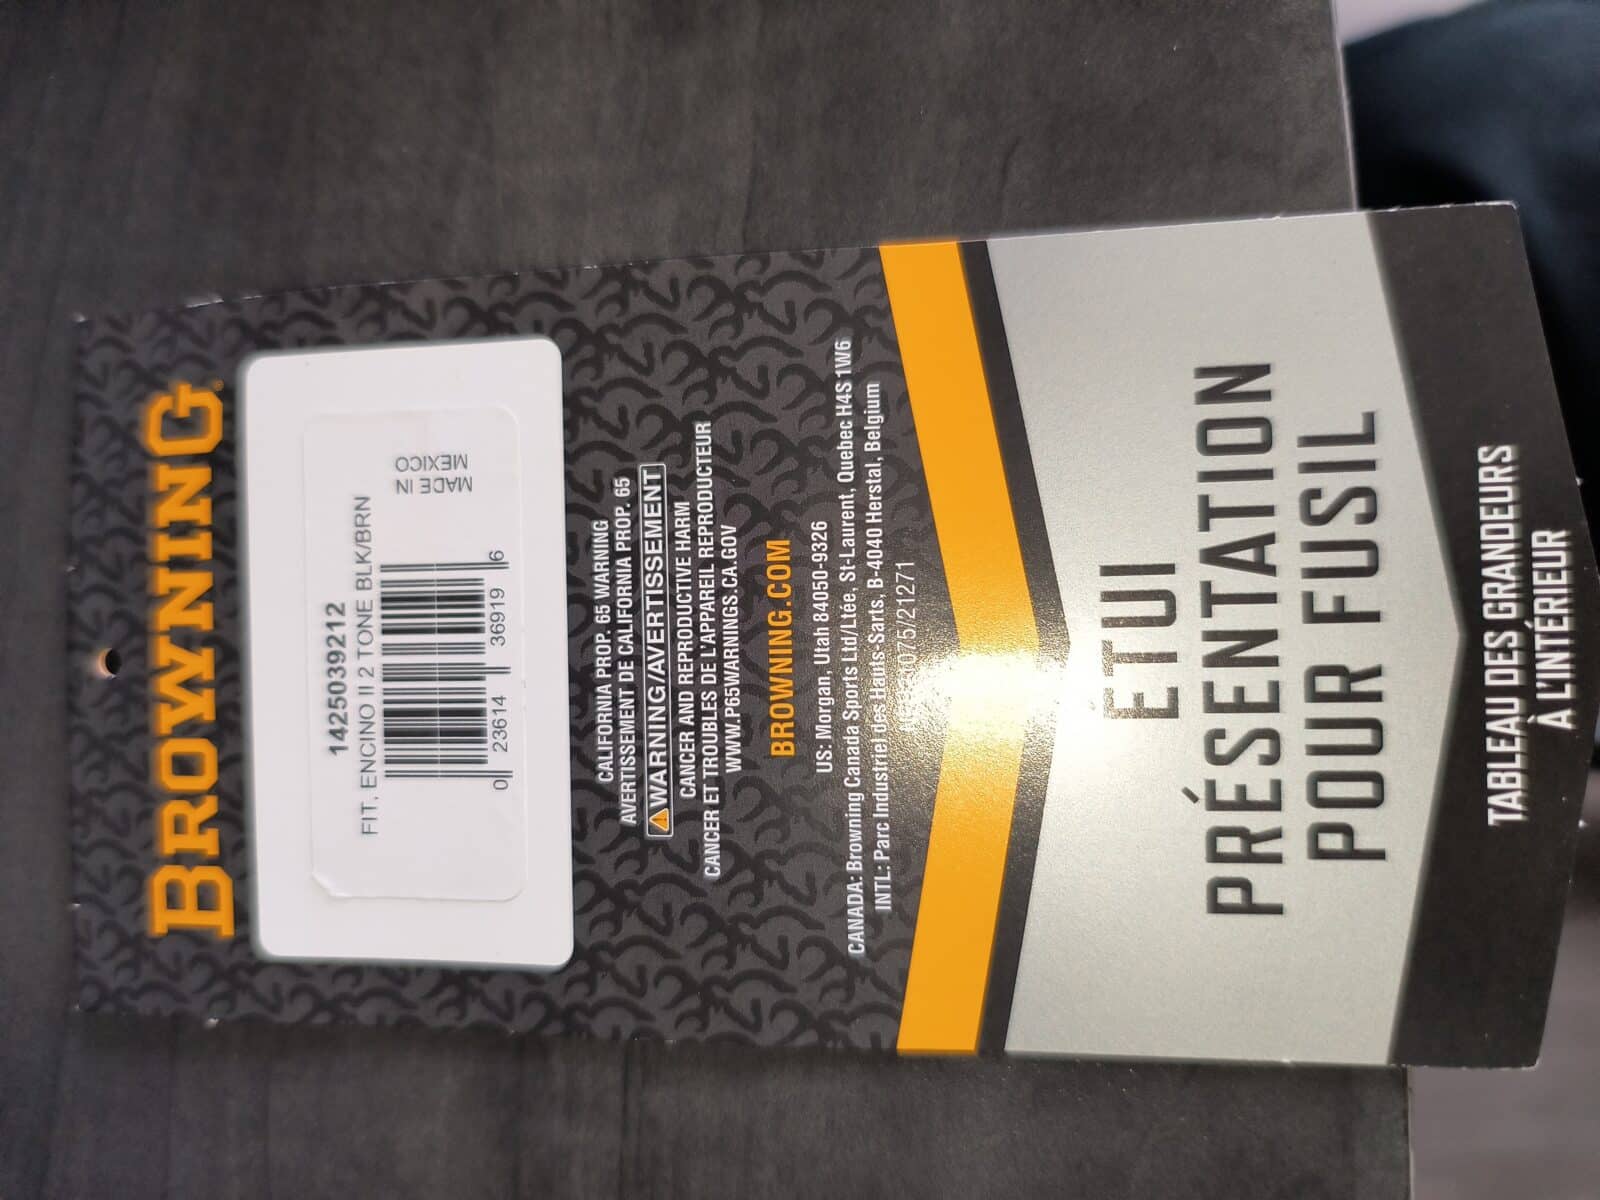 BROWNING®
1425039212
FIT. ENCINO II 2 TONE BLK/BRN
0 23614 36919 6
MADE IN
MEXICO
CALIFORNIA PROP. 65 WARNING
AVERTISSEMENT DE CALIFORNIA PROP. 65
WARNING/AVERTISSEMENT
CANCER AND REPRODUCTIVE HARM
CANCER ET TROUBLES DE L'APPAREIL REPRODUCTEUR
WWW.P65WARNINGS.CA.GOV
BROWNING.COM
US: Morgan, Utah 84050-9326
CANADA: Browning Canada Sports Ltd/Ltée, St-Laurent, Quebec H4S 1W6
INTL: Parc Industriel des Hauts-Sarts, B-4040 Herstal, Belgium
ÉTUI
PRÉSENTATION
POUR FUSIL
TABLEAU DES GRANDEURS
À L'INTÉRIEUR